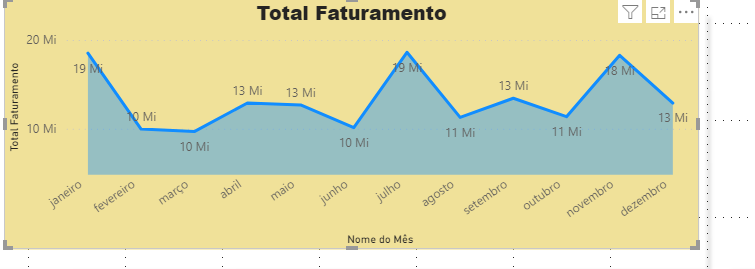 Total Faturamento
20 Mi
10 Mi
Total Faturamento
19 Mi
10 Mi
10 Mi
13 Mi
13 Mi
10 Mi
19 Mi
11 Mi
13 Mi
11 Mi
18 Mi
13 Mi
janeiro
fevereiro
março
abril
maio
junho
julho
agosto
setembro
outubro
novembro
dezembro
Nome do Mês